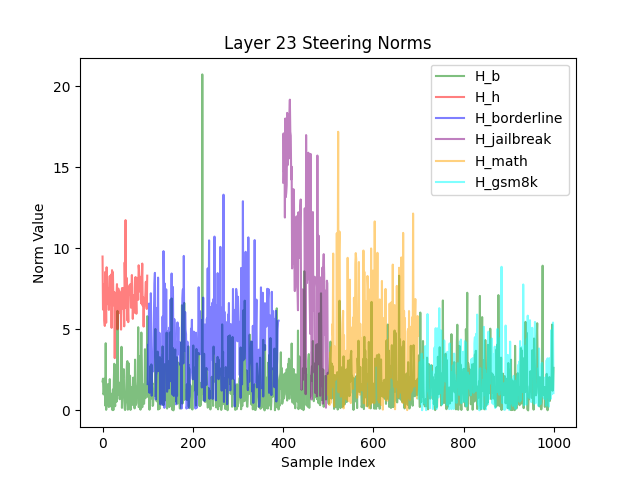 Layer 23 Steering Norms
H_b
H_h
H_borderline
H_jailbreak
H_math
H_gsm8k
Norm Value
20
15
10
5
0
0 200 400 600 800 1000
Sample Index